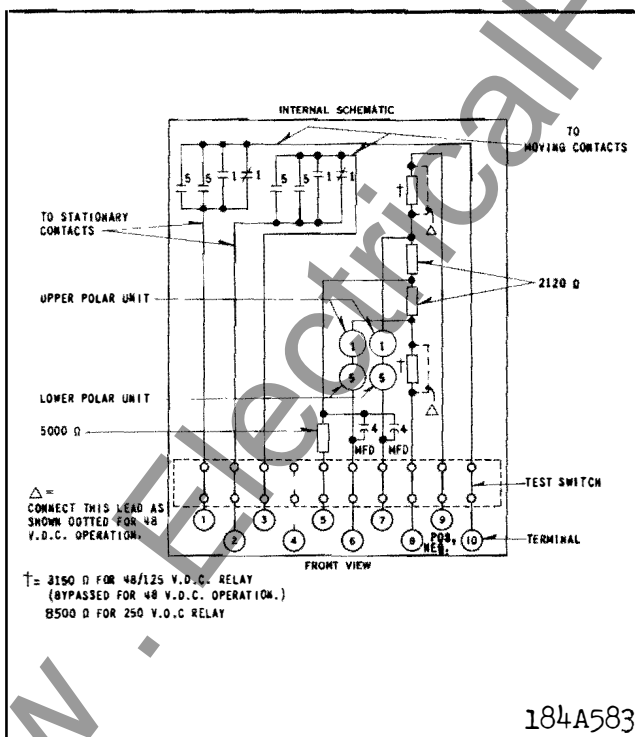 www.ElectricalP
INTERNAL SCHEMATIC
TO
MOVING CONTACTS
5 5 1 1 5 5 1 1
†
TO STATIONARY
CONTACTS
Δ
2120 Ω
UPPER POLAR UNIT
1 1
†
5 5
LOWER POLAR UNIT
Δ
5000 Ω
4 4
MFD MFD
TEST SWITCH
Δ=
CONNECT THIS LEAD AS
SHOWN DOTTED FOR 48
V.D.C. OPERATION.
1 3 5 7 9
POS.
NEG.
2 4 6 8 10
TERMINAL
FRONT VIEW
†= 3150 Ω FOR 48/125 V.D.C. RELAY
(BYPASSED FOR 48 V.D.C. OPERATION.)
8500 Ω FOR 250 V.D.C RELAY
184A583